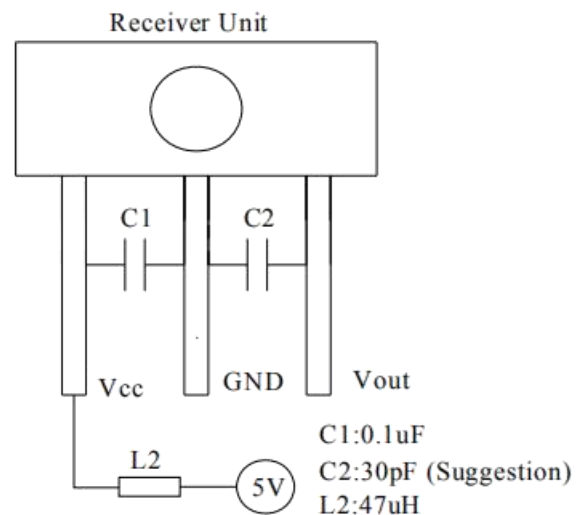 Receiver Unit
C1
C2
Vcc
GND
Vout
L2
5V
C1:0.1uF
C2:30pF (Suggestion)
L2:47uH